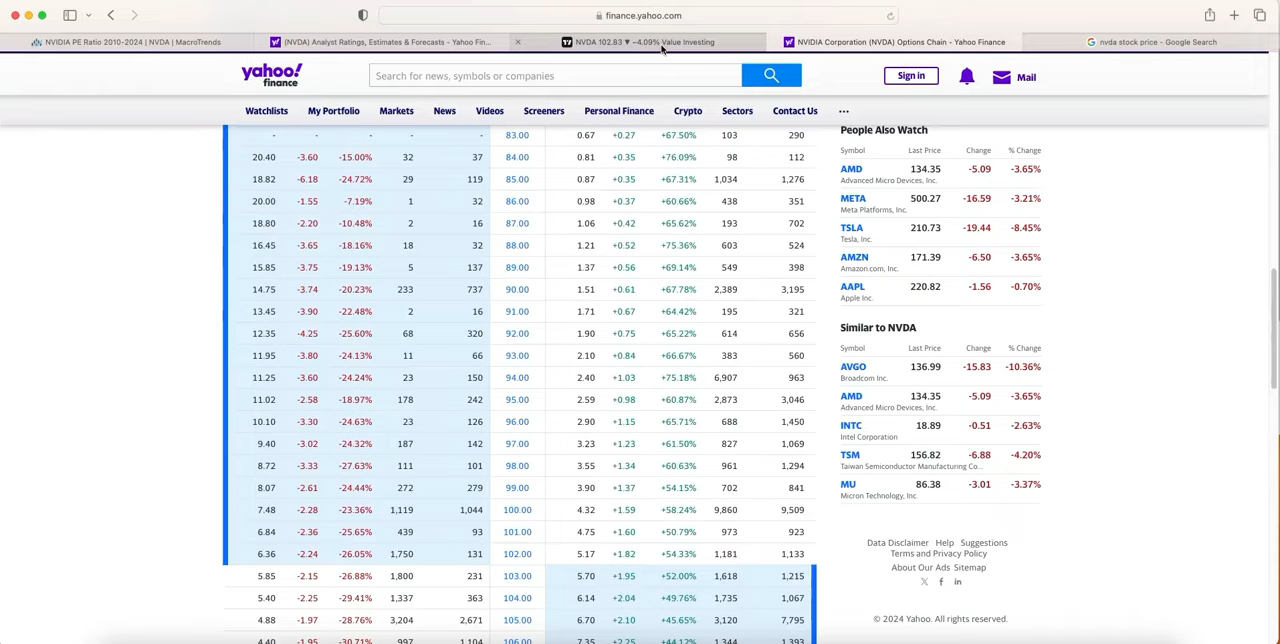 finance.yahoo.com
NVIDIA PE Ratio 2010-2024 | NVDA | MacroTrends
(NVDA) Analyst Ratings, Estimates & Forecasts - Yahoo Fin...
NVDA 102.83 ▼ −4.09% Value Investing
NVIDIA Corporation (NVDA) Options Chain - Yahoo Finance
nvda stock price - Google Search
yahoo!
finance
Search for news, symbols or companies
Sign in
Mail
Watchlists My Portfolio Markets News Videos Screeners Personal Finance Crypto Sectors Contact Us ...
- - - - - 83.00 0.67 +0.27 +67.50% 103 290
20.40 -3.60 -15.00% 32 37 84.00 0.81 +0.35 +76.09% 98 112
18.82 -6.18 -24.72% 29 119 85.00 0.87 +0.35 +67.31% 1,034 1,276
20.00 -1.55 -7.19% 1 32 86.00 0.98 +0.37 +60.66% 438 351
18.80 -2.20 -10.48% 2 16 87.00 1.06 +0.42 +65.62% 193 702
16.45 -3.65 -18.16% 18 32 88.00 1.21 +0.52 +75.36% 603 524
15.85 -3.75 -19.13% 5 137 89.00 1.37 +0.56 +69.14% 549 398
14.75 -3.74 -20.23% 233 737 90.00 1.51 +0.61 +67.78% 2,389 3,195
13.45 -3.90 -22.48% 2 16 91.00 1.71 +0.67 +64.42% 195 321
12.35 -4.25 -25.60% 68 320 92.00 1.90 +0.75 +65.22% 614 656
11.95 -3.80 -24.13% 11 66 93.00 2.10 +0.84 +66.67% 383 560
11.25 -3.60 -24.24% 23 150 94.00 2.40 +1.03 +75.18% 6,907 963
11.02 -2.58 -18.97% 178 242 95.00 2.59 +0.98 +60.87% 2,873 3,046
10.10 -3.30 -24.63% 23 126 96.00 2.90 +1.15 +65.71% 688 1,450
9.40 -3.02 -24.32% 187 142 97.00 3.23 +1.23 +61.50% 827 1,069
8.72 -3.33 -27.63% 111 101 98.00 3.55 +1.34 +60.63% 961 1,294
8.07 -2.61 -24.44% 272 279 99.00 3.90 +1.37 +54.15% 702 841
7.48 -2.28 -23.36% 1,119 1,044 100.00 4.32 +1.59 +58.24% 9,860 9,509
6.84 -2.36 -25.65% 439 93 101.00 4.75 +1.60 +50.79% 973 923
6.36 -2.24 -26.05% 1,750 131 102.00 5.17 +1.82 +54.33% 1,181 1,133
5.85 -2.15 -26.88% 1,800 231 103.00 5.70 +1.95 +52.00% 1,618 1,215
5.40 -2.25 -29.41% 1,337 363 104.00 6.14 +2.04 +49.76% 1,735 1,067
4.88 -1.97 -28.76% 3,204 2,671 105.00 6.70 +2.10 +45.65% 3,120 7,795
4.40 -1.95 -30.71% 997 1,104 106.00 7.35 +2.25 +44.12% 1,344 1,393
People Also Watch
Symbol Last Price Change % Change
AMD 134.35 -5.09 -3.65%
Advanced Micro Devices, Inc.
META 500.27 -16.59 -3.21%
Meta Platforms, Inc.
TSLA 210.73 -19.44 -8.45%
Tesla, Inc.
AMZN 171.39 -6.50 -3.65%
Amazon.com, Inc.
AAPL 220.82 -1.56 -0.70%
Apple Inc.
Similar to NVDA
Symbol Last Price Change % Change
AVGO 136.99 -15.83 -10.36%
Broadcom Inc.
AMD 134.35 -5.09 -3.65%
Advanced Micro Devices, Inc.
INTC 18.89 -0.51 -2.63%
Intel Corporation
TSM 156.82 -6.88 -4.20%
Taiwan Semiconductor Manufacturing Co...
MU 86.38 -3.01 -3.37%
Micron Technology, Inc.
Data Disclaimer Help Suggestions
Terms and Privacy Policy
About Our Ads Sitemap
© 2024 Yahoo. All rights reserved.